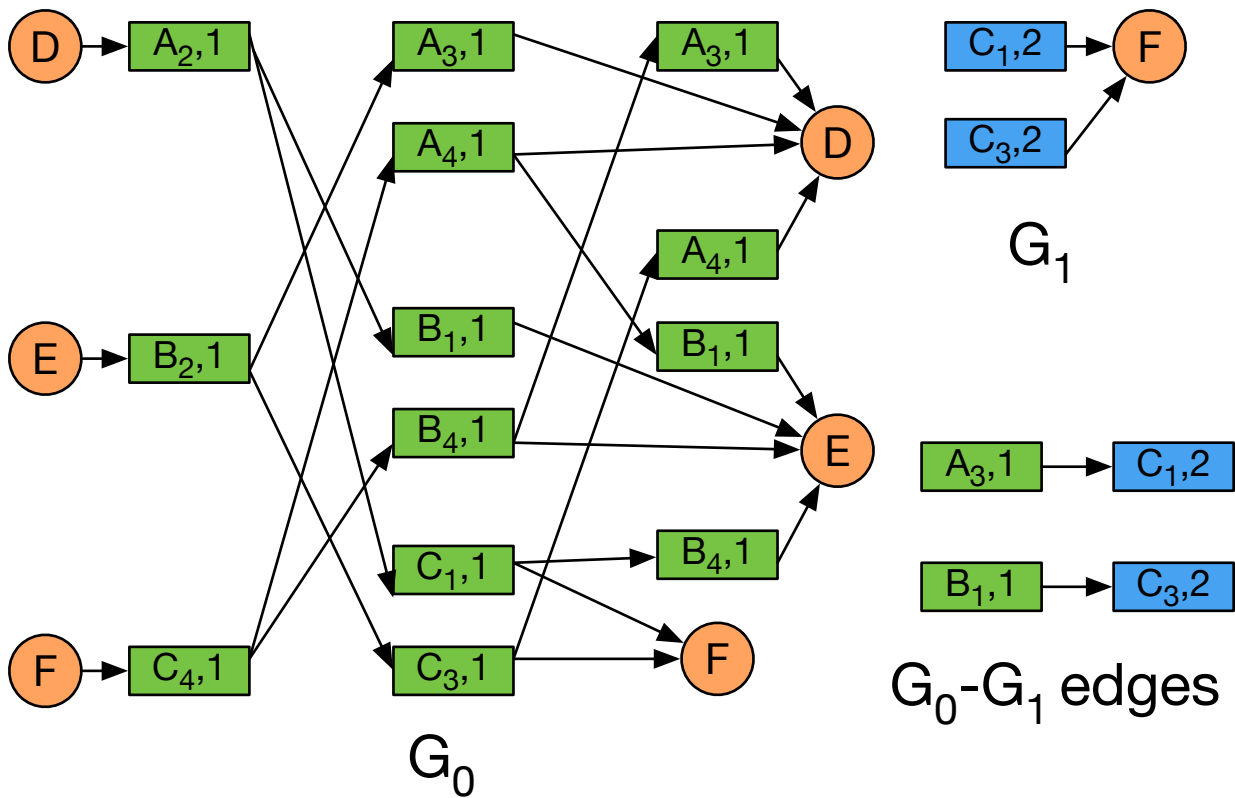 D
A₂,1
A₃,1
A₃,1
C₁,2
F
A₄,1
D
C₃,2
A₄,1
G₁
E
B₂,1
B₁,1
B₁,1
B₄,1
E
A₃,1
C₁,2
C₁,1
B₄,1
B₁,1
C₃,2
F
C₄,1
C₃,1
F
G₀-G₁ edges
G₀